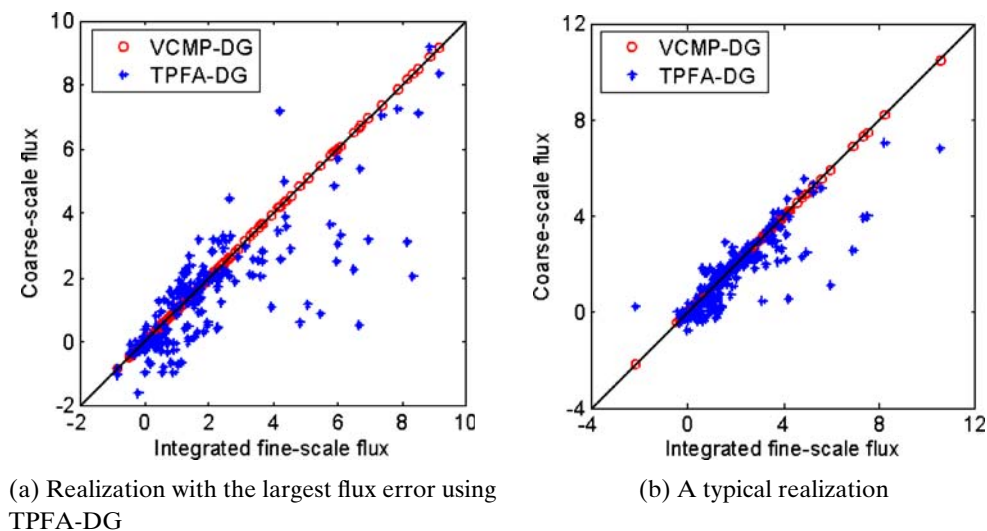 10
8
6
4
2
0
-2
Coarse-scale flux
VCMP-DG
TPFA-DG
-2 0 2 4 6 8 10
Integrated fine-scale flux
(a) Realization with the largest flux error using
TPFA-DG
12
8
4
0
-4
Coarse-scale flux
VCMP-DG
TPFA-DG
-4 0 4 8 12
Integrated fine-scale flux
(b) A typical realization